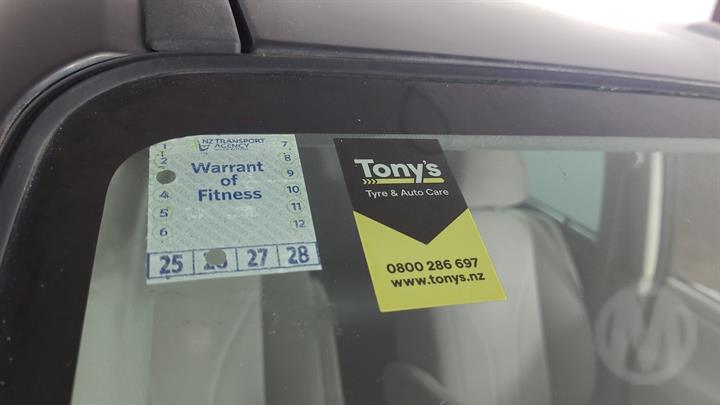 NZ TRANSPORT
AGENCY
1 7
2 8
9
4 10
5 11
6 12
Warrant
of
Fitness
25 27 28
Tony's
Tyre & Auto Care
0800 286 697
www.tonys.nz
M